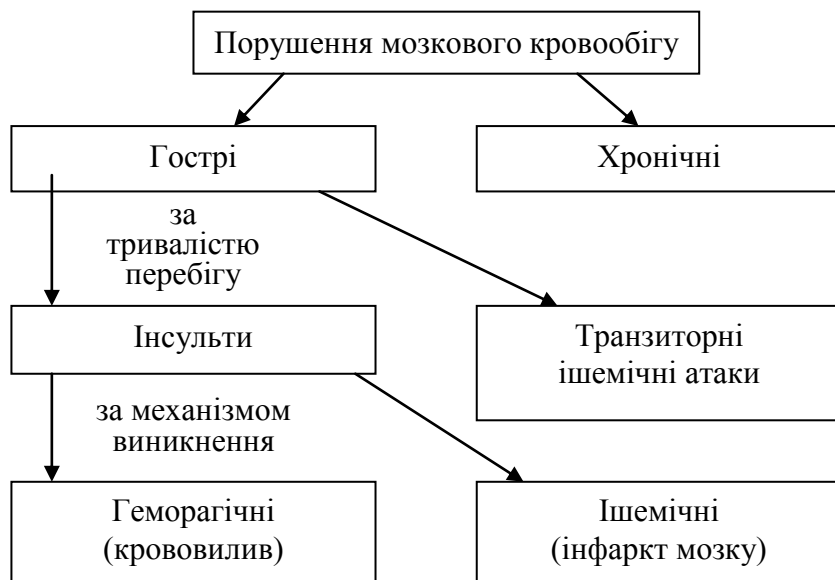 Порушення мозкового кровообігу
Гострі
Хронічні
за
тривалістю
перебігу
Інсульти
Транзиторні
ішемічні атаки
за механізмом
виникнення
Геморагічні
(крововилив)
Ішемічні
(інфаркт мозку)